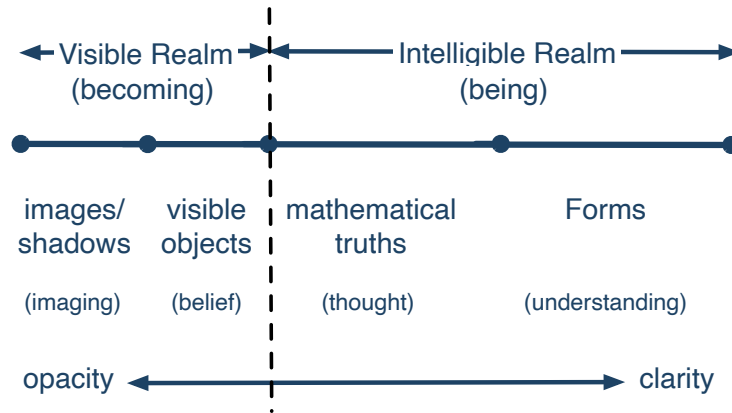 Visible Realm
(becoming)
Intelligible Realm
(being)
images/
shadows
visible
objects
mathematical
truths
Forms
(imaging)
(belief)
(thought)
(understanding)
opacity
clarity